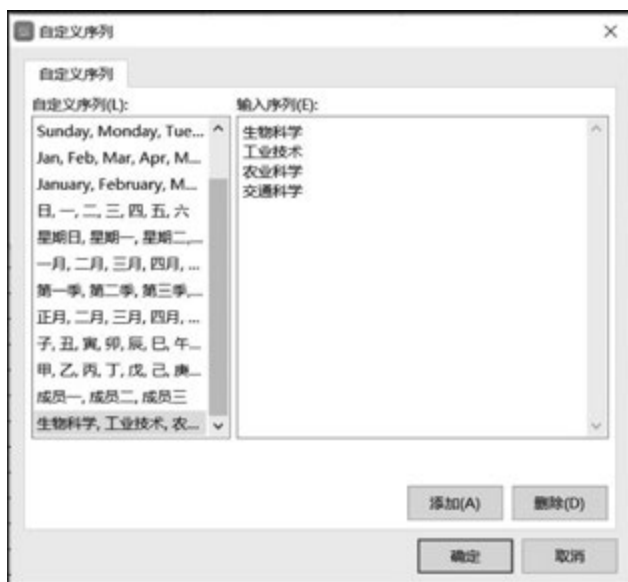 自定义序列
自定义序列
自定义序列(L):
输入序列(E):
Sunday, Monday, Tue...
Jan, Feb, Mar, Apr, M...
January, February, M...
日, 一, 二, 三, 四, 五, 六
星期日, 星期一, 星期二,...
一月, 二月, 三月, 四月, ...
第一季, 第二季, 第三季,...
正月, 二月, 三月, 四月, ...
子, 丑, 寅, 卯, 辰, 巳, 午...
甲, 乙, 丙, 丁, 戊, 己, 庚...
成员一, 成员二, 成员三
生物科学, 工业技术, 农...
生物科学
工业技术
农业科学
交通科学
添加(A)
删除(D)
确定
取消